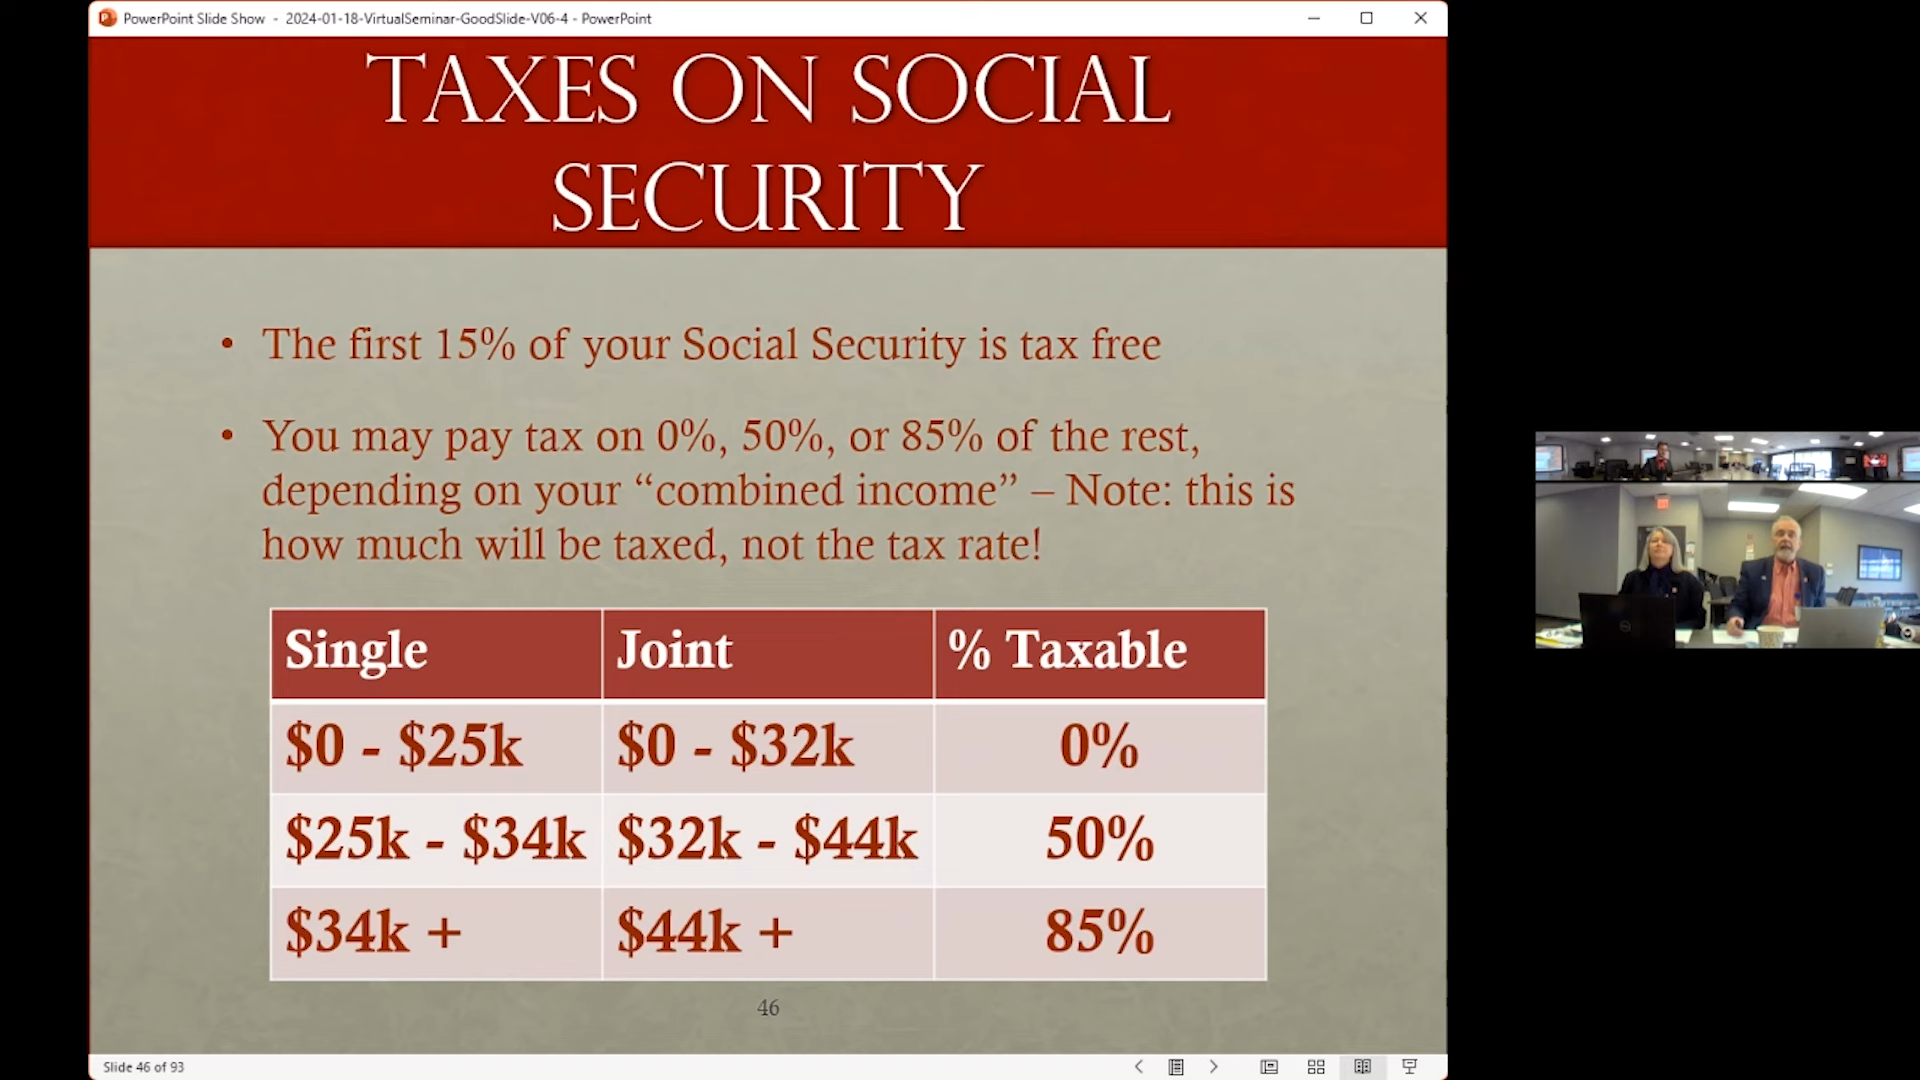 PowerPoint Slide Show - 2024-01-18-VirtualSeminar-GoodSlide-V06-4 - PowerPoint
TAXES ON SOCIAL
SECURITY
• The first 15% of your Social Security is tax free
• You may pay tax on 0%, 50%, or 85% of the rest,
depending on your “combined income” – Note: this is
how much will be taxed, not the tax rate!
Single Joint % Taxable
$0 - $25k $0 - $32k 0%
$25k - $34k $32k - $44k 50%
$34k + $44k + 85%
46
Slide 46 of 93